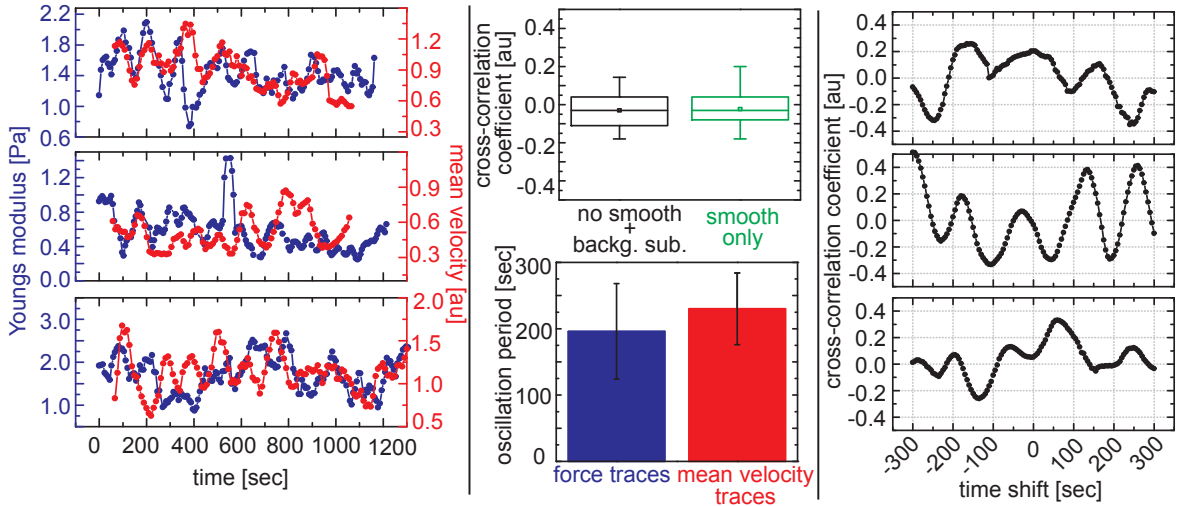 Youngs modulus [Pa]
2.2
1.8
1.4
1.0
0.6
1.2
0.9
0.6
0.3
1.6
1.2
0.8
0.4
0.0
0.9
0.6
0.3
3.0
2.0
1.0
2.0
1.5
1.0
0.5
mean velocity
[au]
0 200 400 600 800 1000 1200
time [sec]
cross-correlation
coefficient [au]
0.4
0.2
0.0
-0.2
-0.4
no smooth
+
backg. sub.
smooth
only
oscillation period [sec]
300
200
100
0
force traces
mean velocity
traces
cross-correlation coefficient [au]
0.4
0.2
0.0
-0.2
-0.4
0.4
0.2
0.0
-0.2
-0.4
0.4
0.2
0.0
-0.2
-0.4
-300 -200 -100 0 100 200 300
time shift [sec]